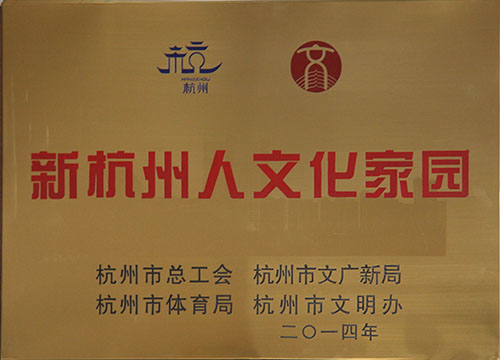 HANGZHOU
杭州
新杭州人文化家园
杭州市总工会 杭州市文广新局
杭州市体育局 杭州市文明办
二〇一四年